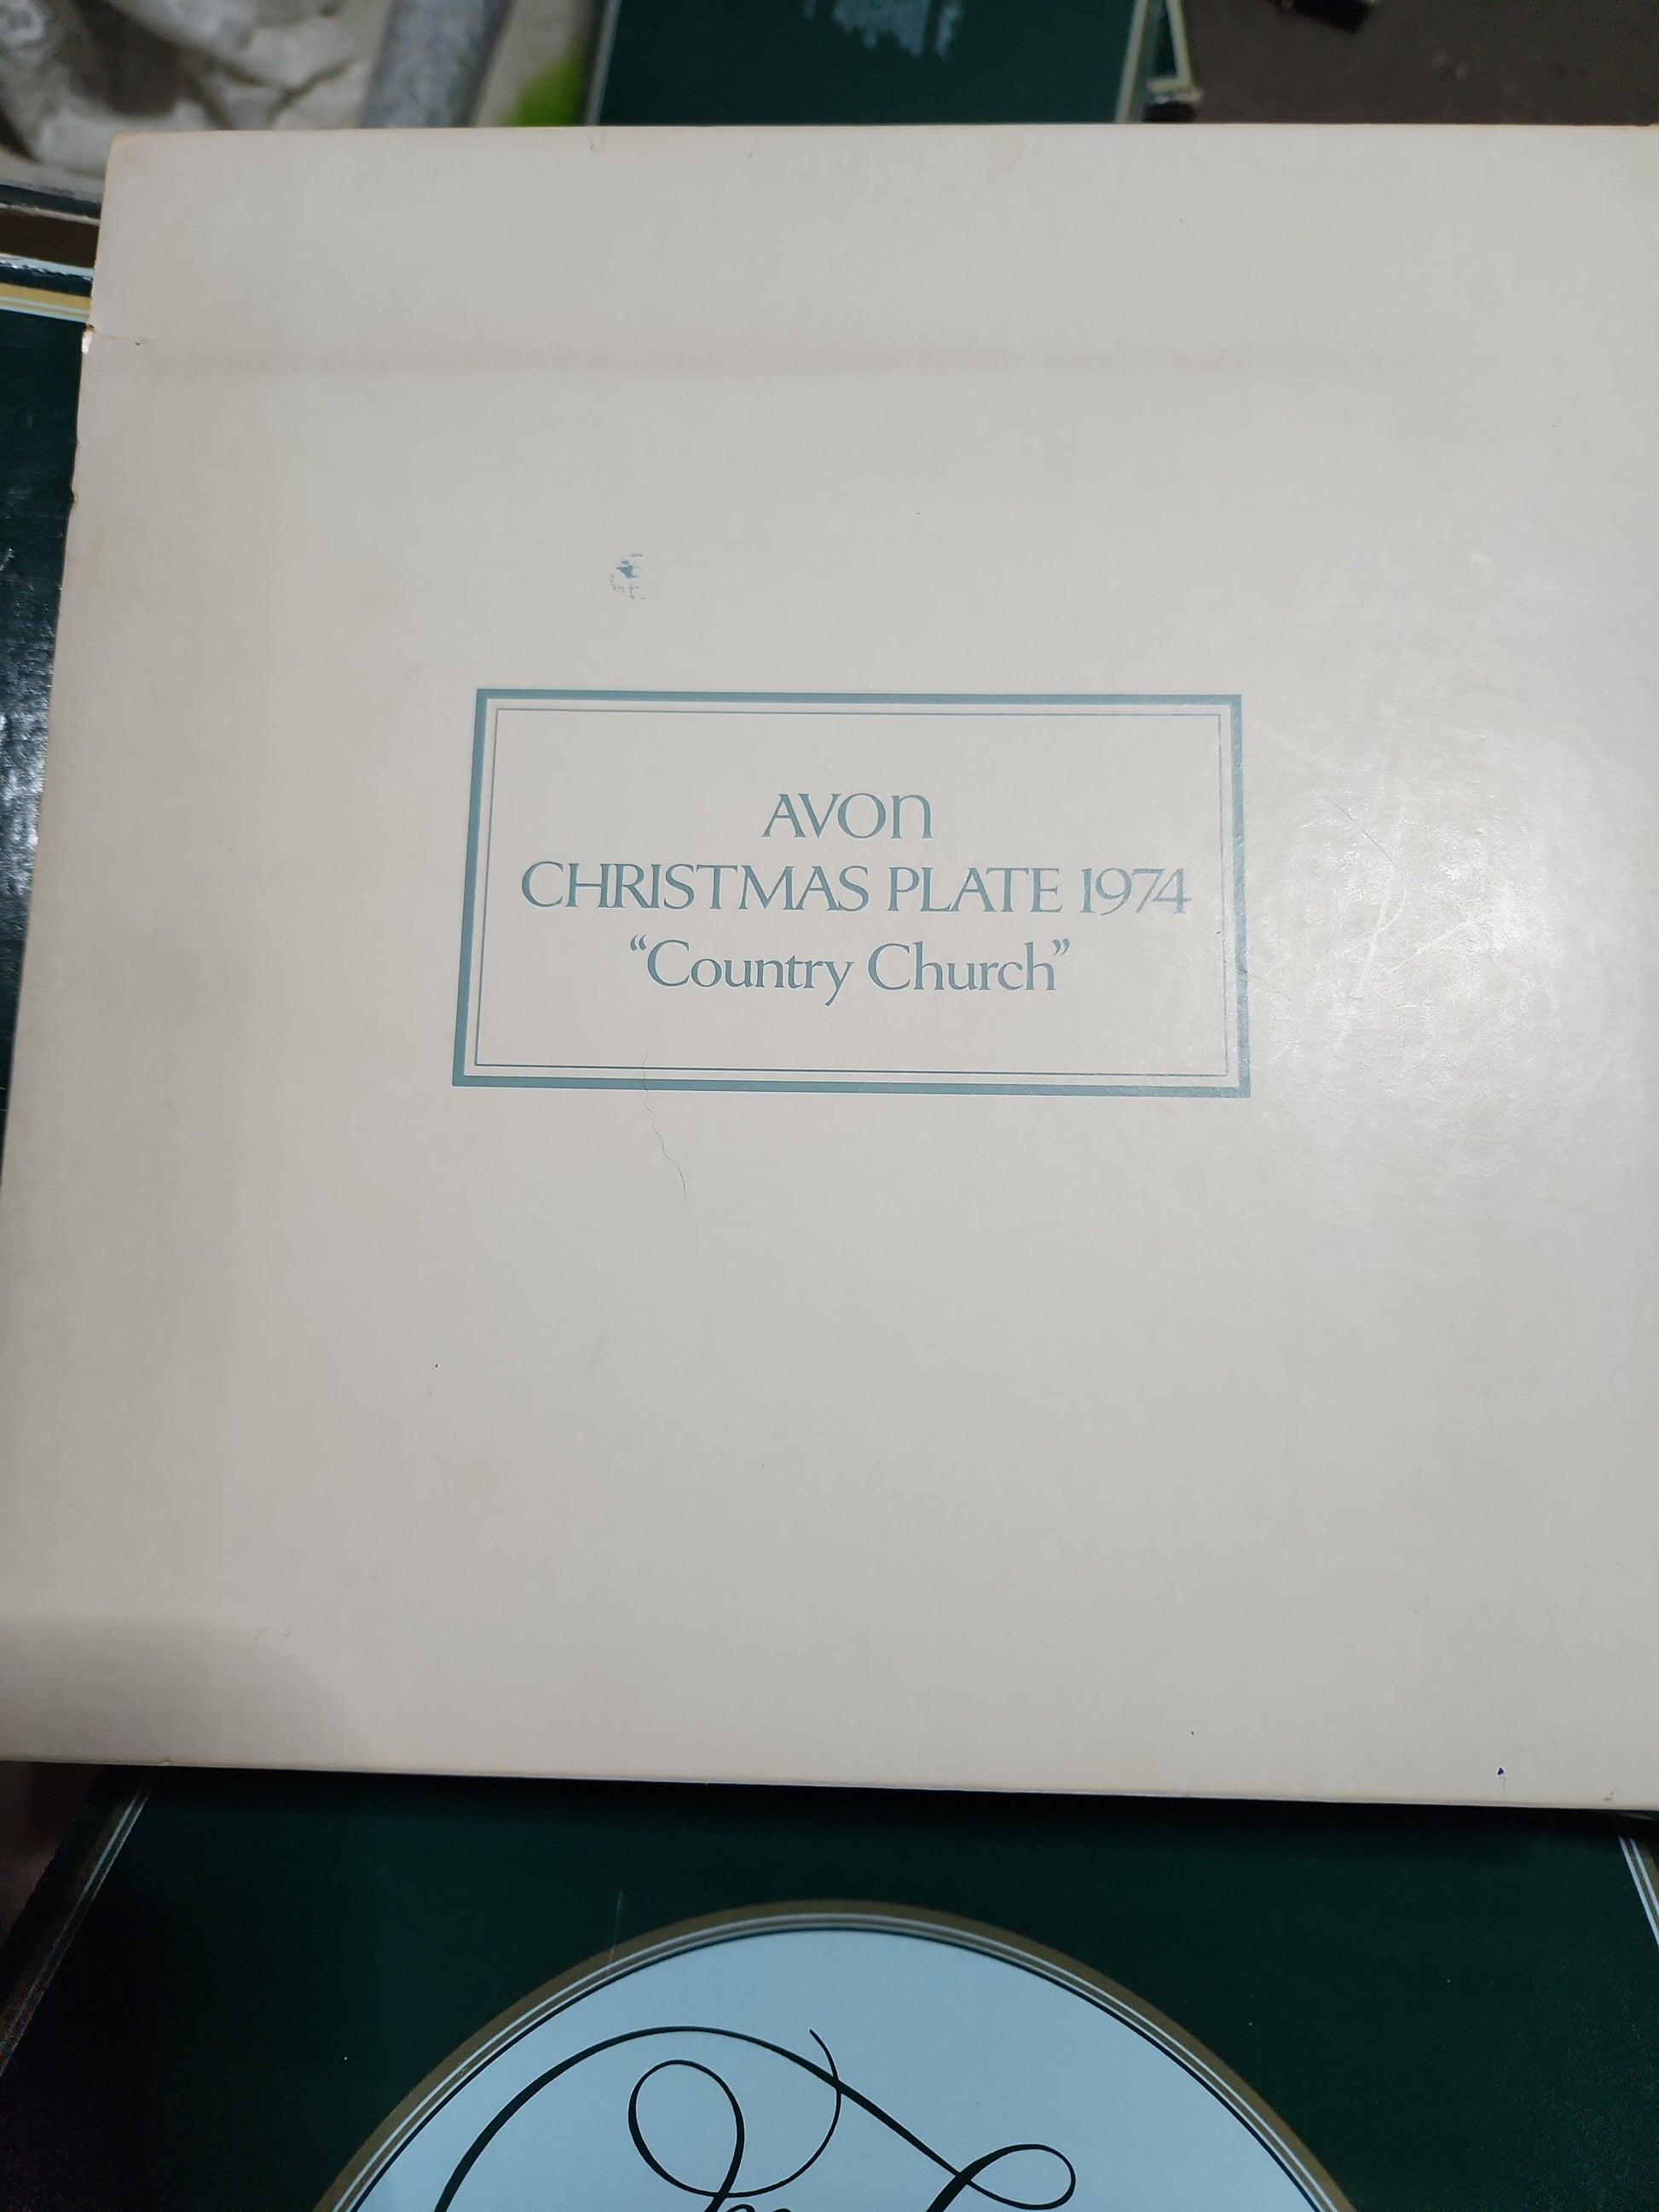 AVON
CHRISTMAS PLATE 1974
“Country Church”